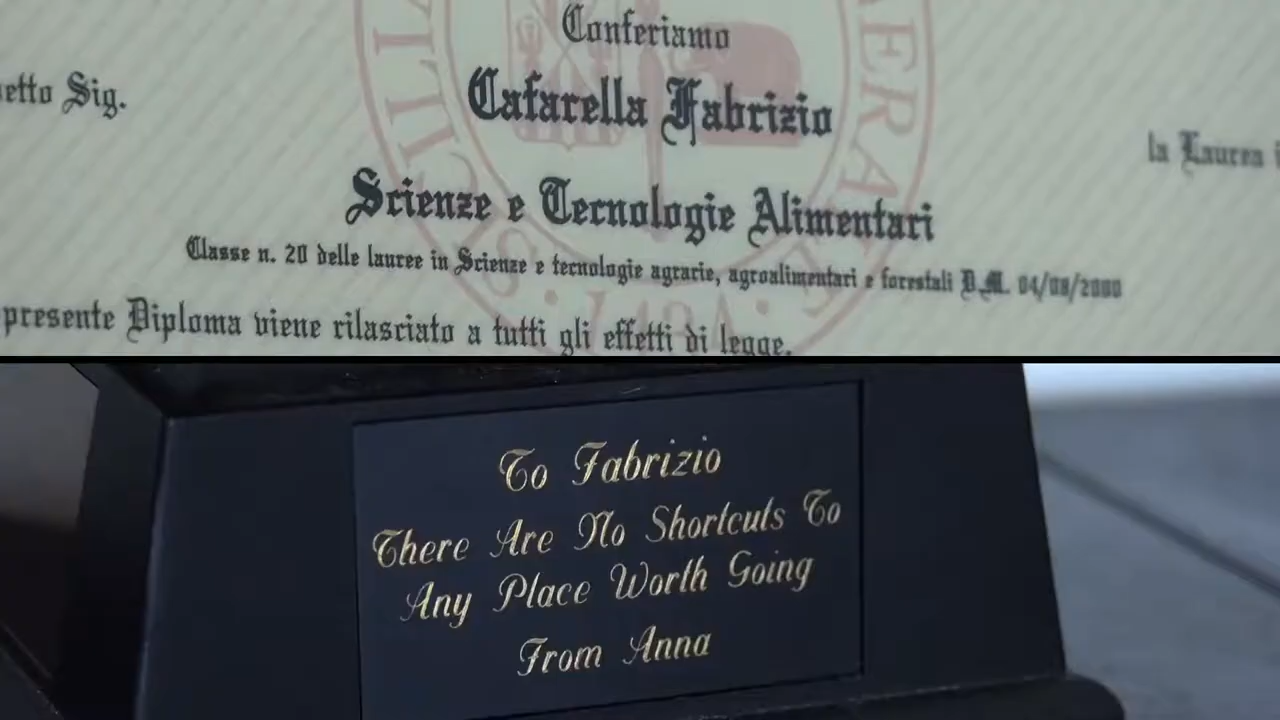 Conferiamo
etto Sig.
Cafarella Fabrizio
la Laurea i
Scienze e Tecnologie Alimentari
Classe n. 20 delle lauree in Scienze e tecnologie agrarie, agroalimentari e forestali D.M. 04/08/2000
presente Diploma viene rilasciato a tutti gli effetti di legge.
To Fabrizio
There Are No Shortcuts To
Any Place Worth Going
From Anna